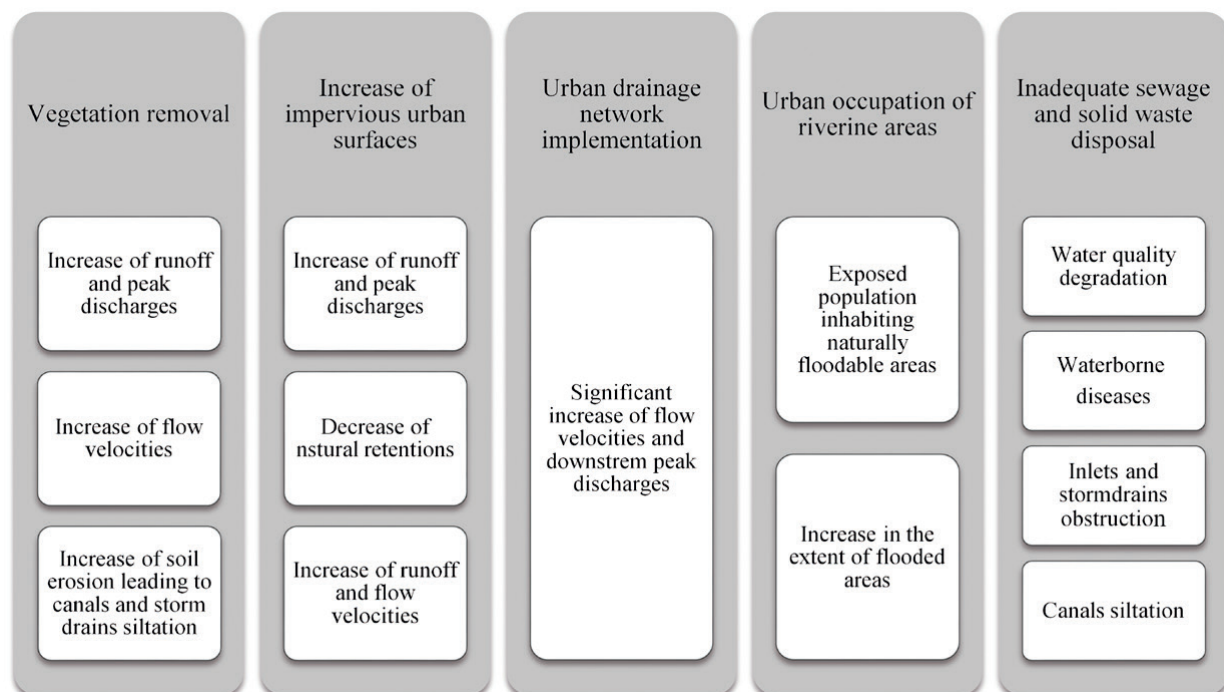 Vegetation removal
Increase of runoff
and peak
discharges
Increase of flow
velocities
Increase of soil
erosion leading to
canals and storm
drains siltation
Increase of
impervious urban
surfaces
Increase of runoff
and peak
discharges
Decrease of
nstural retentions
Increase of runoff
and flow
velocities
Urban drainage
network
implementation
Significant
increase of flow
velocities and
downstrem peak
discharges
Urban occupation of
riverine areas
Exposed
population
inhabiting
naturally
floodable areas
Increase in the
extent of flooded
areas
Inadequate sewage
and solid waste
disposal
Water quality
degradation
Waterborne
diseases
Inlets and
stormdrains
obstruction
Canals siltation